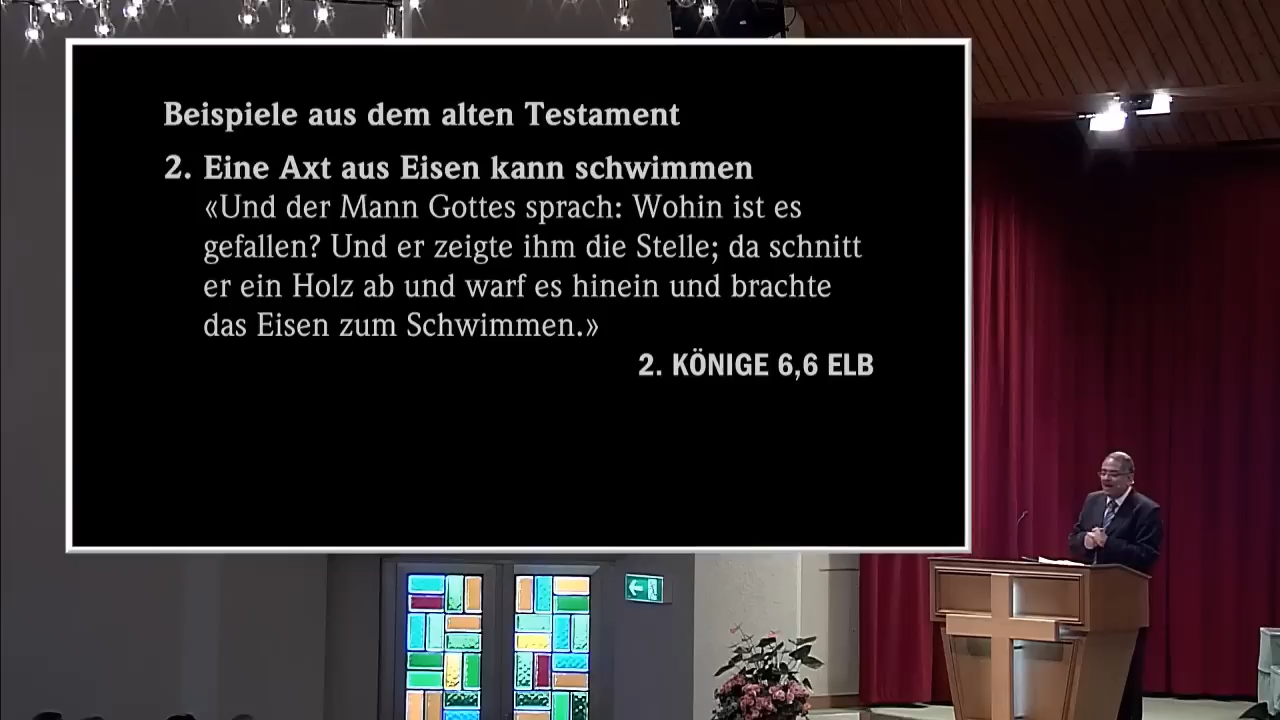 Beispiele aus dem alten Testament
2. Eine Axt aus Eisen kann schwimmen
«Und der Mann Gottes sprach: Wohin ist es
gefallen? Und er zeigte ihm die Stelle; da schnitt
er ein Holz ab und warf es hinein und brachte
das Eisen zum Schwimmen.»
2. KÖNIGE 6,6 ELB